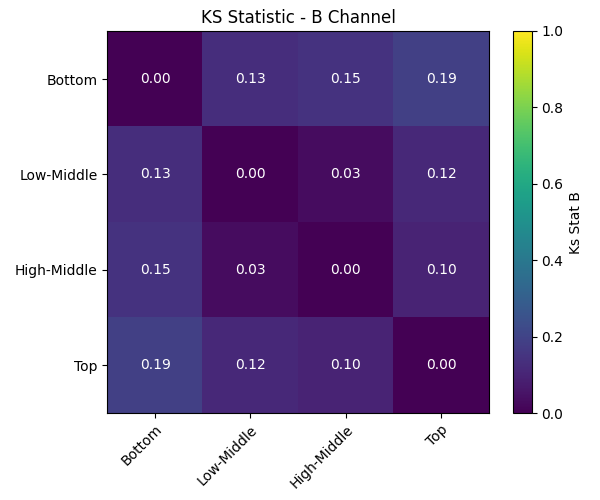 KS Statistic - B Channel
Bottom 0.00 0.13 0.15 0.19
Low-Middle 0.13 0.00 0.03 0.12
High-Middle 0.15 0.03 0.00 0.10
Top 0.19 0.12 0.10 0.00
Bottom Low-Middle High-Middle Top
1.0
0.8
0.6
0.4
0.2
0.0
Ks Stat B